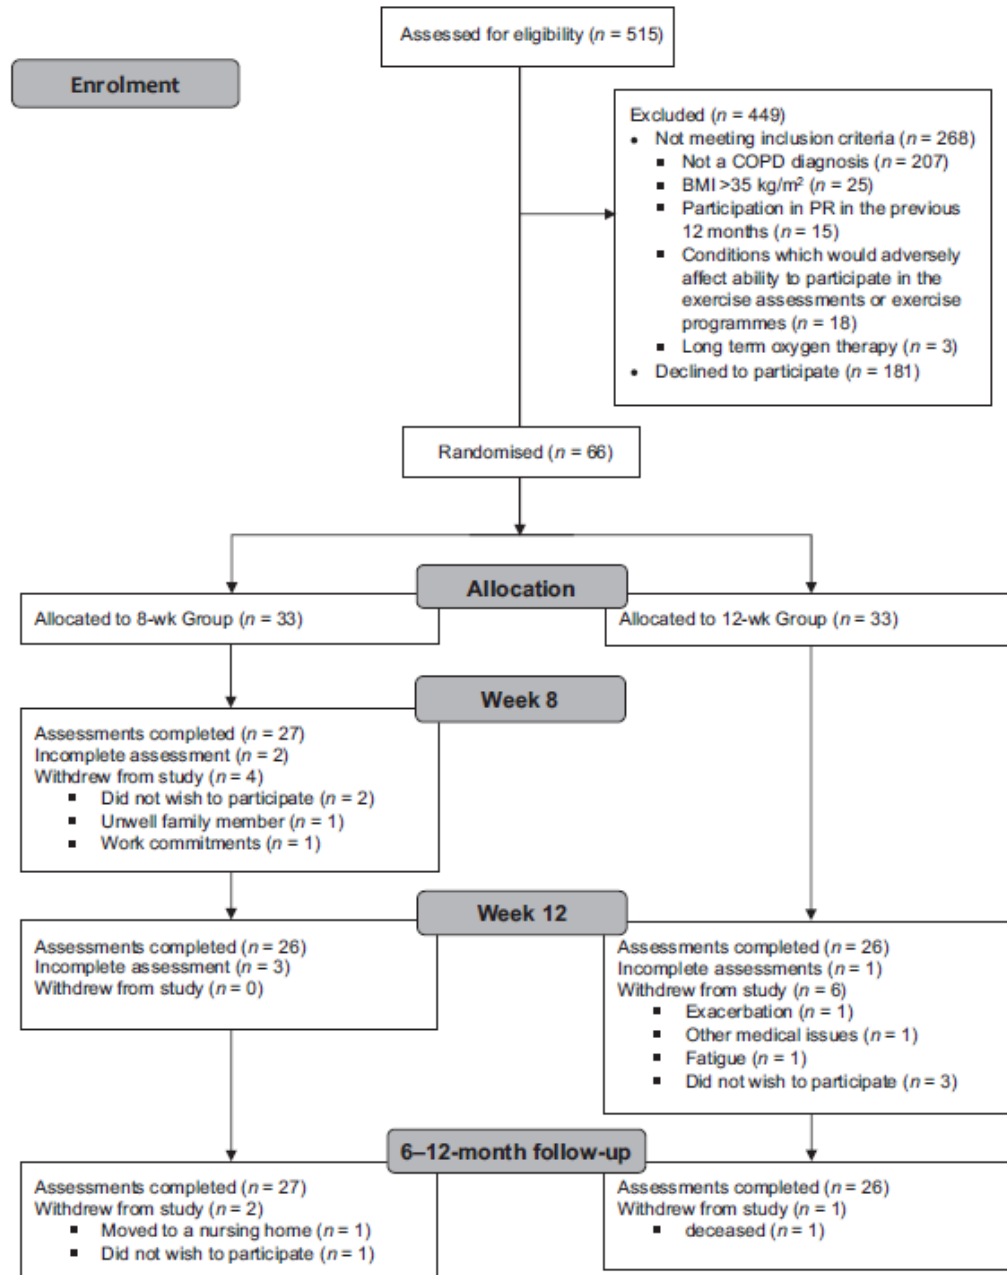 Assessed for eligibility (n = 515)
Enrolment
Excluded (n = 449)
• Not meeting inclusion criteria (n = 268)
▪ Not a COPD diagnosis (n = 207)
▪ BMI >35 kg/m² (n = 25)
▪ Participation in PR in the previous
12 months (n = 15)
▪ Conditions which would adversely
affect ability to participate in the
exercise assessments or exercise
programmes (n = 18)
▪ Long term oxygen therapy (n = 3)
• Declined to participate (n = 181)
Randomised (n = 66)
Allocation
Allocated to 8-wk Group (n = 33)
Allocated to 12-wk Group (n = 33)
Week 8
Assessments completed (n = 27)
Incomplete assessment (n = 2)
Withdrew from study (n = 4)
▪ Did not wish to participate (n = 2)
▪ Unwell family member (n = 1)
▪ Work commitments (n = 1)
Week 12
Assessments completed (n = 26)
Incomplete assessment (n = 3)
Withdrew from study (n = 0)
Assessments completed (n = 26)
Incomplete assessments (n = 1)
Withdrew from study (n = 6)
▪ Exacerbation (n = 1)
▪ Other medical issues (n = 1)
▪ Fatigue (n = 1)
▪ Did not wish to participate (n = 3)
6–12-month follow-up
Assessments completed (n = 27)
Withdrew from study (n = 2)
▪ Moved to a nursing home (n = 1)
▪ Did not wish to participate (n = 1)
Assessments completed (n = 26)
Withdrew from study (n = 1)
▪ deceased (n = 1)